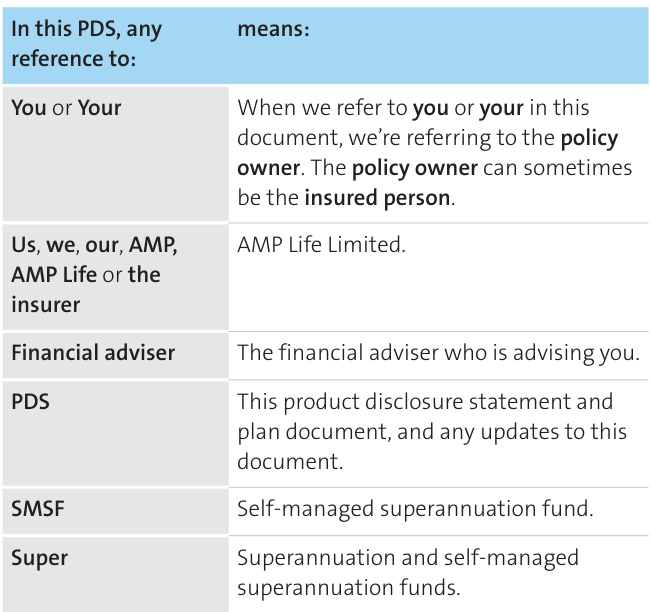 In this PDS, any
reference to:
means:
You or Your
When we refer to you or your in this
document, we’re referring to the policy
owner. The policy owner can sometimes
be the insured person.
Us, we, our, AMP,
AMP Life or the
insurer
AMP Life Limited.
Financial adviser
The financial adviser who is advising you.
PDS
This product disclosure statement and
plan document, and any updates to this
document.
SMSF
Self-managed superannuation fund.
Super
Superannuation and self-managed
superannuation funds.